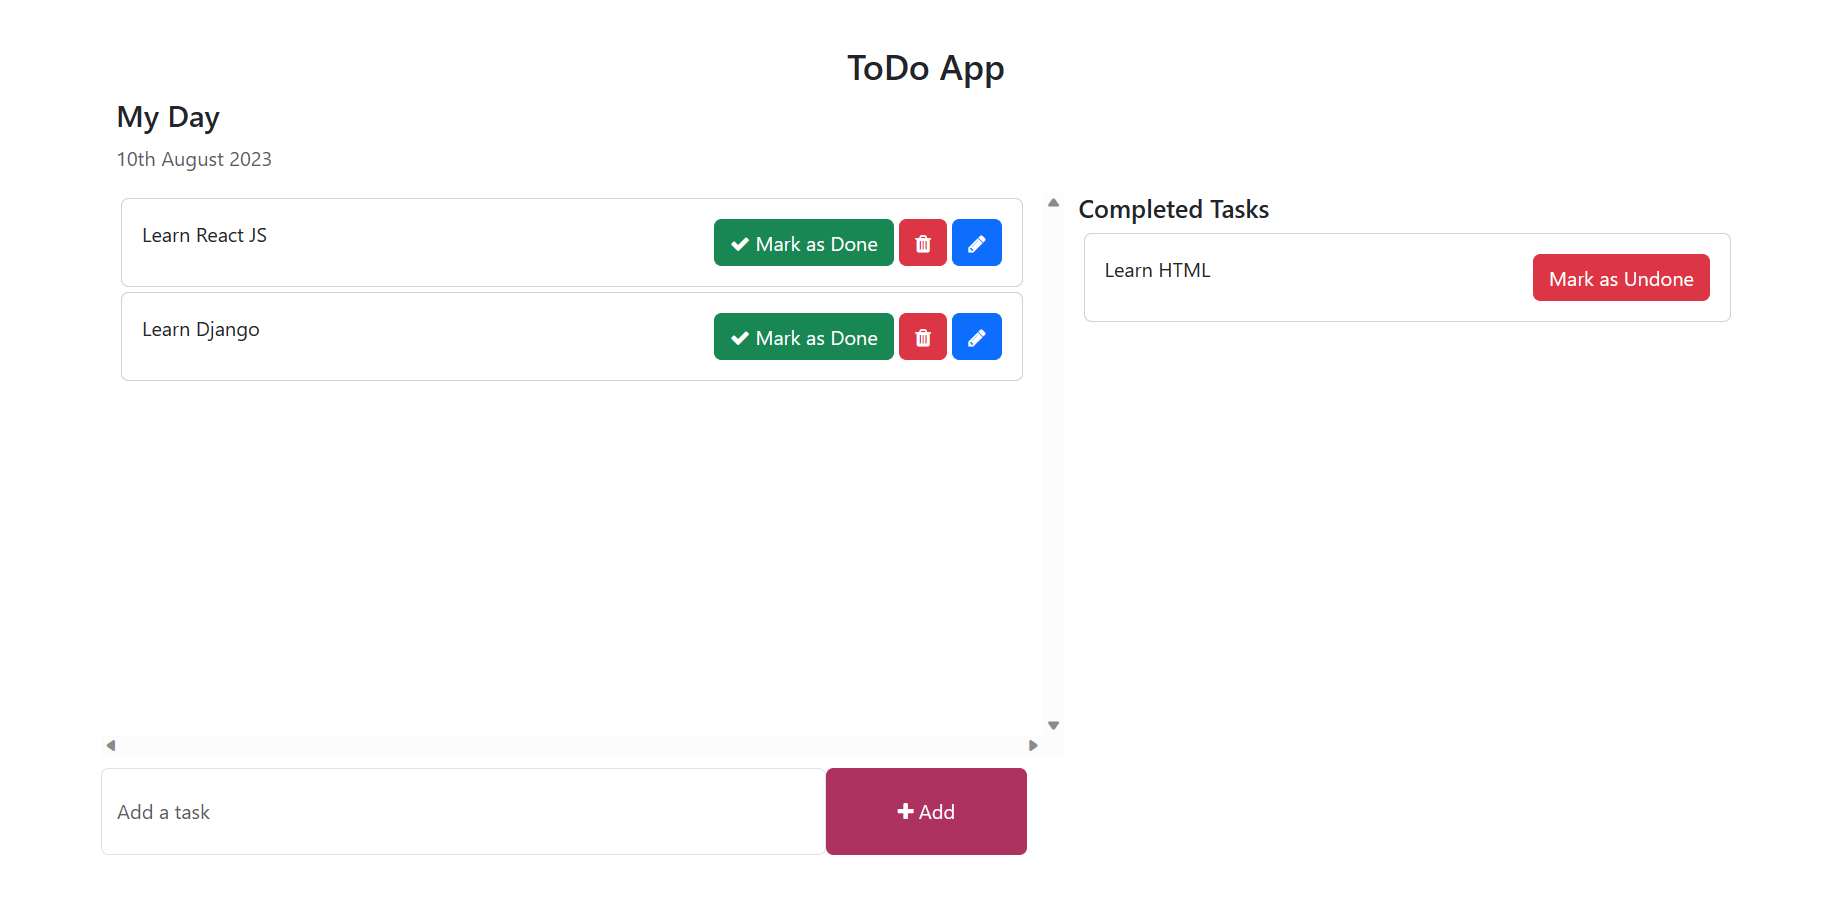 ToDo App
My Day
10th August 2023
Learn React JS
Mark as Done
Learn Django
Mark as Done
Completed Tasks
Learn HTML
Mark as Undone
Add a task
Add